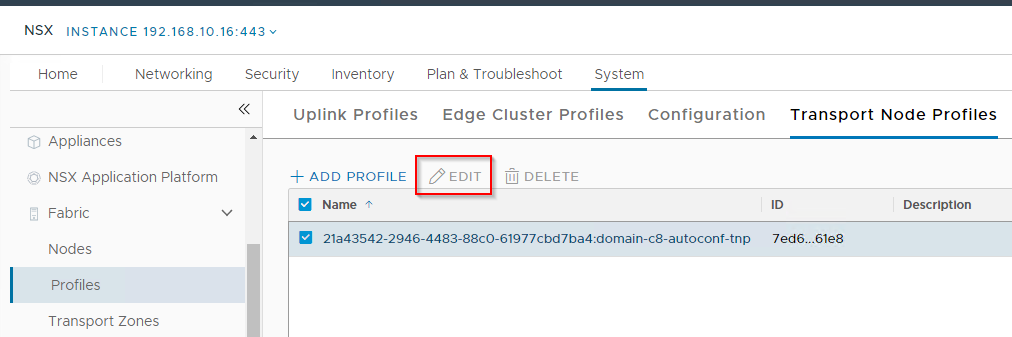 NSX INSTANCE 192.168.10.16:443
Home Networking Security Inventory Plan & Troubleshoot System
Appliances
NSX Application Platform
Fabric
Nodes
Profiles
Transport Zones
Uplink Profiles Edge Cluster Profiles Configuration Transport Node Profiles
+ ADD PROFILE EDIT DELETE
Name ID Description
21a43542-2946-4483-88c0-61977cbd7ba4:domain-c8-autoconf-tnp 7ed6...61e8